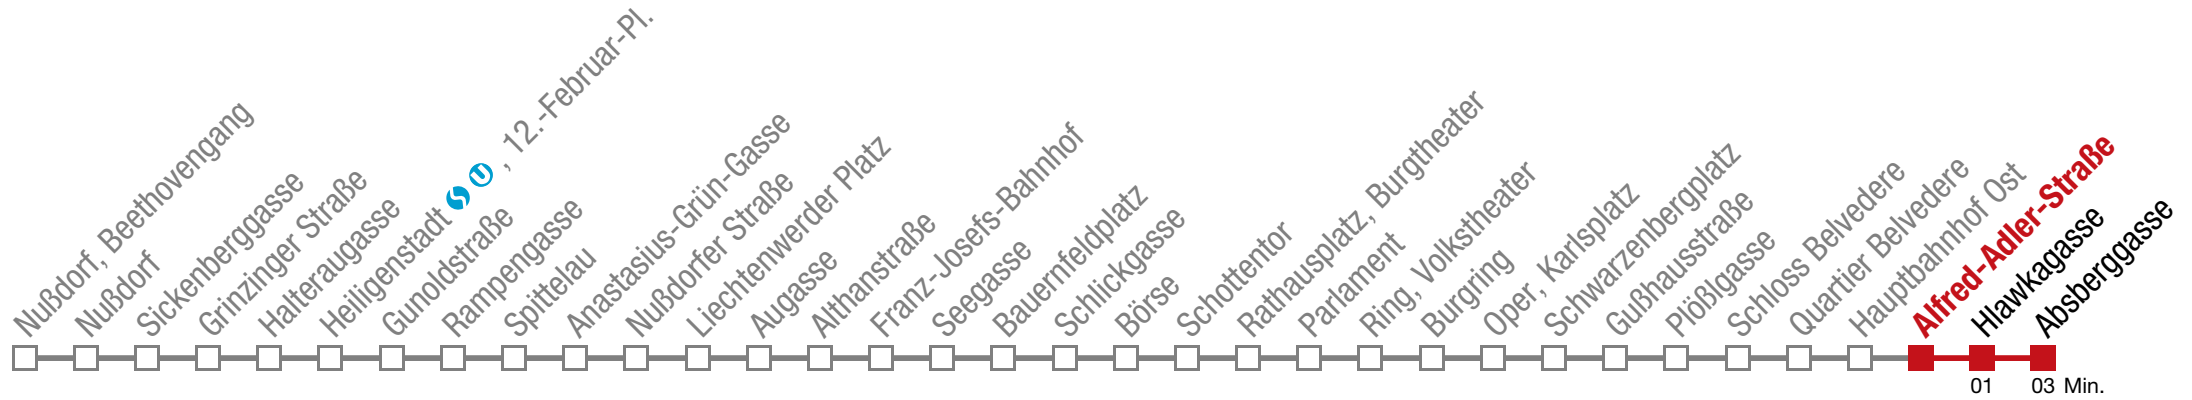 Nußdorf, Beethovengang
Nußdorf
Sickenberggasse
Grinzinger Straße
Halteraugasse
Heiligenstadt S U , 12.-Februar-Pl.
Gunoldstraße
Rampengasse
Spittelau
Anastasius-Grün-Gasse
Nußdorfer Straße
Liechtenwerder Platz
Augasse
Althanstraße
Franz-Josefs-Bahnhof
Seegasse
Bauernfeldplatz
Schlickgasse
Börse
Schottentor
Rathausplatz, Burgtheater
Parlament
Ring, Volkstheater
Burgring
Oper, Karlsplatz
Schwarzenbergplatz
Gußhausstraße
Plößlgasse
Schloss Belvedere
Quartier Belvedere
Hauptbahnhof Ost
Alfred-Adler-Straße
Hlawkagasse
Absberggasse
01 03 Min.